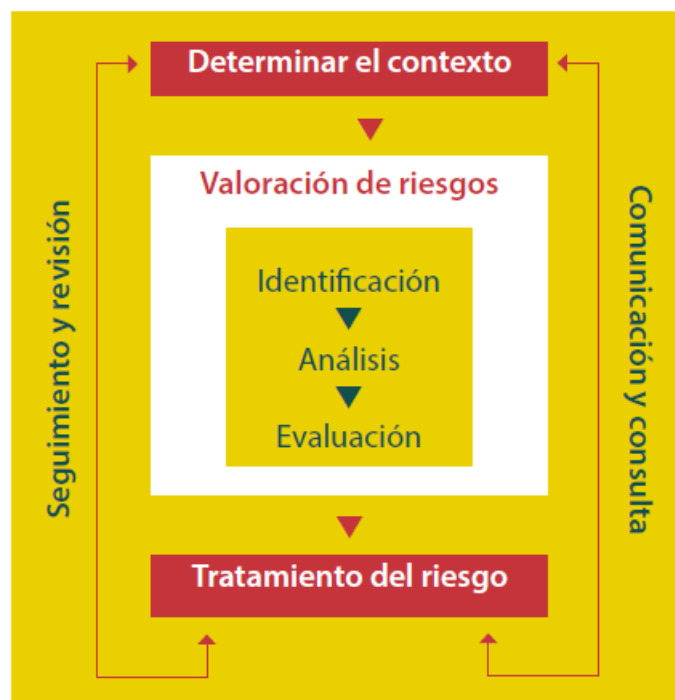 Determinar el contexto
Valoración de riesgos
Identificación
Análisis
Evaluación
Tratamiento del riesgo
Seguimiento y revisión
Comunicación y consulta